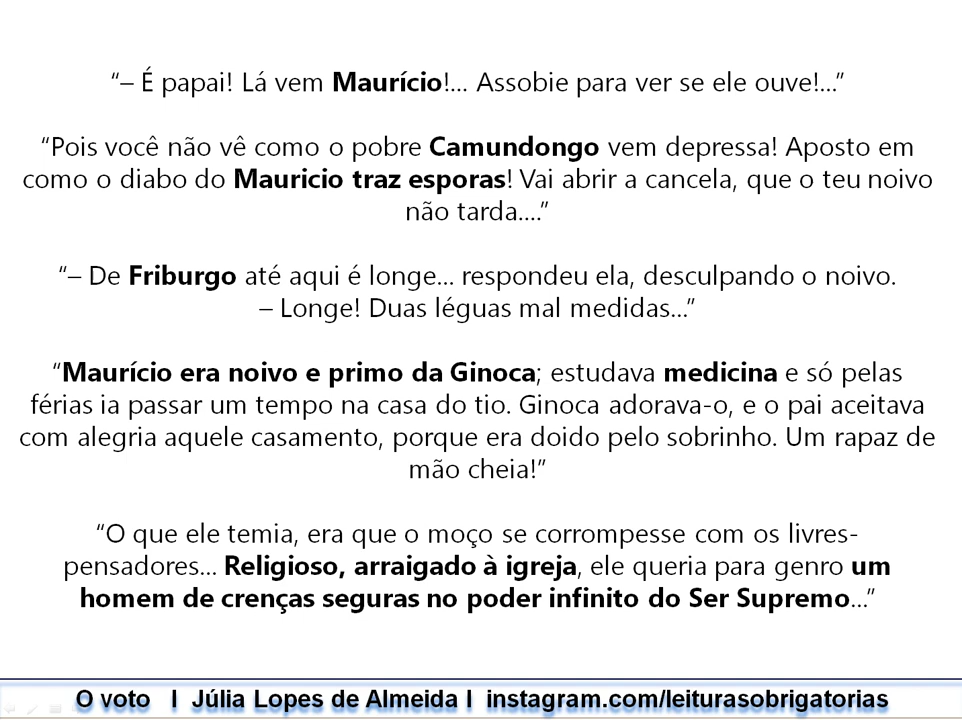 “– É papai! Lá vem Maurício!... Assobie para ver se ele ouve!...”
“Pois você não vê como o pobre Camundongo vem depressa! Aposto em
como o diabo do Mauricio traz esporas! Vai abrir a cancela, que o teu noivo
não tarda....”
“– De Friburgo até aqui é longe... respondeu ela, desculpando o noivo.
– Longe! Duas léguas mal medidas...”
“Maurício era noivo e primo da Ginoca; estudava medicina e só pelas
férias ia passar um tempo na casa do tio. Ginoca adorava-o, e o pai aceitava
com alegria aquele casamento, porque era doido pelo sobrinho. Um rapaz de
mão cheia!”
“O que ele temia, era que o moço se corrompesse com os livres-
pensadores... Religioso, arraigado à igreja, ele queria para genro um
homem de crenças seguras no poder infinito do Ser Supremo...”
O voto I Júlia Lopes de Almeida I instagram.com/leiturasobrigatorias